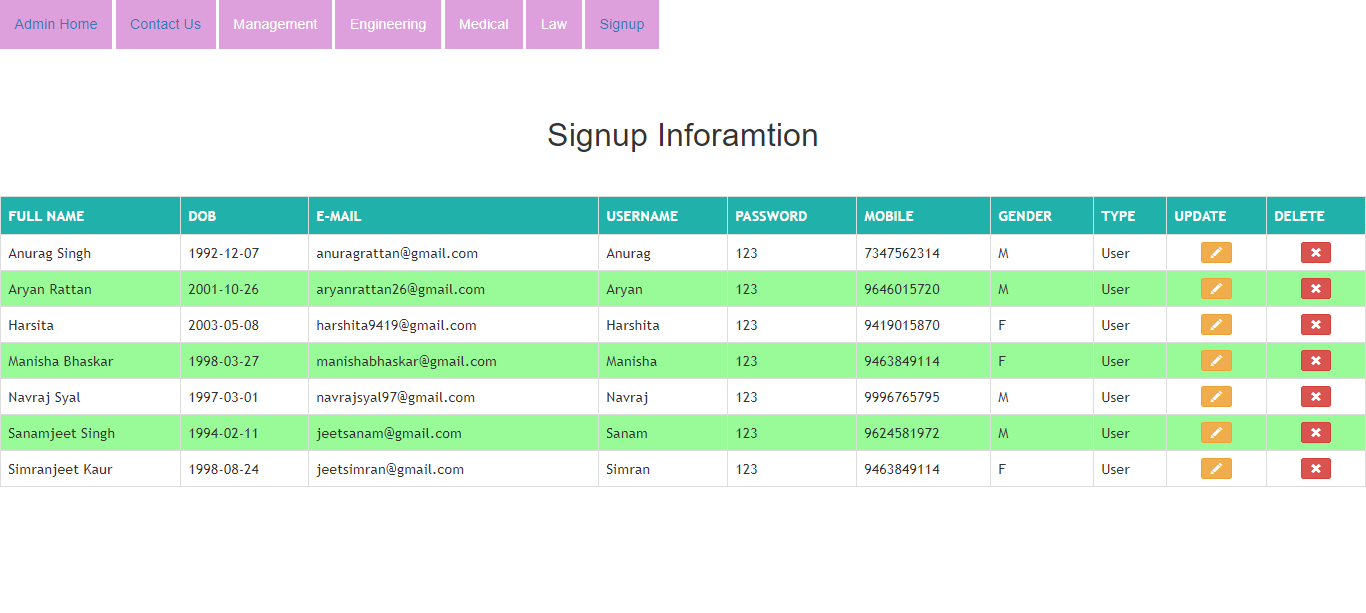 Admin Home Contact Us Management Engineering Medical Law Signup
Signup Inforamtion
FULL NAME DOB E-MAIL USERNAME PASSWORD MOBILE GENDER TYPE UPDATE DELETE
Anurag Singh 1992-12-07 anuragrattan@gmail.com Anurag 123 7347562314 M User
Aryan Rattan 2001-10-26 aryanrattan26@gmail.com Aryan 123 9646015720 M User
Harsita 2003-05-08 harshita9419@gmail.com Harshita 123 9419015870 F User
Manisha Bhaskar 1998-03-27 manishabhaskar@gmail.com Manisha 123 9463849114 F User
Navraj Syal 1997-03-01 navrajsyal97@gmail.com Navraj 123 9996765795 M User
Sanamjeet Singh 1994-02-11 jeetsanam@gmail.com Sanam 123 9624581972 M User
Simranjeet Kaur 1998-08-24 jeetsimran@gmail.com Simran 123 9463849114 F User